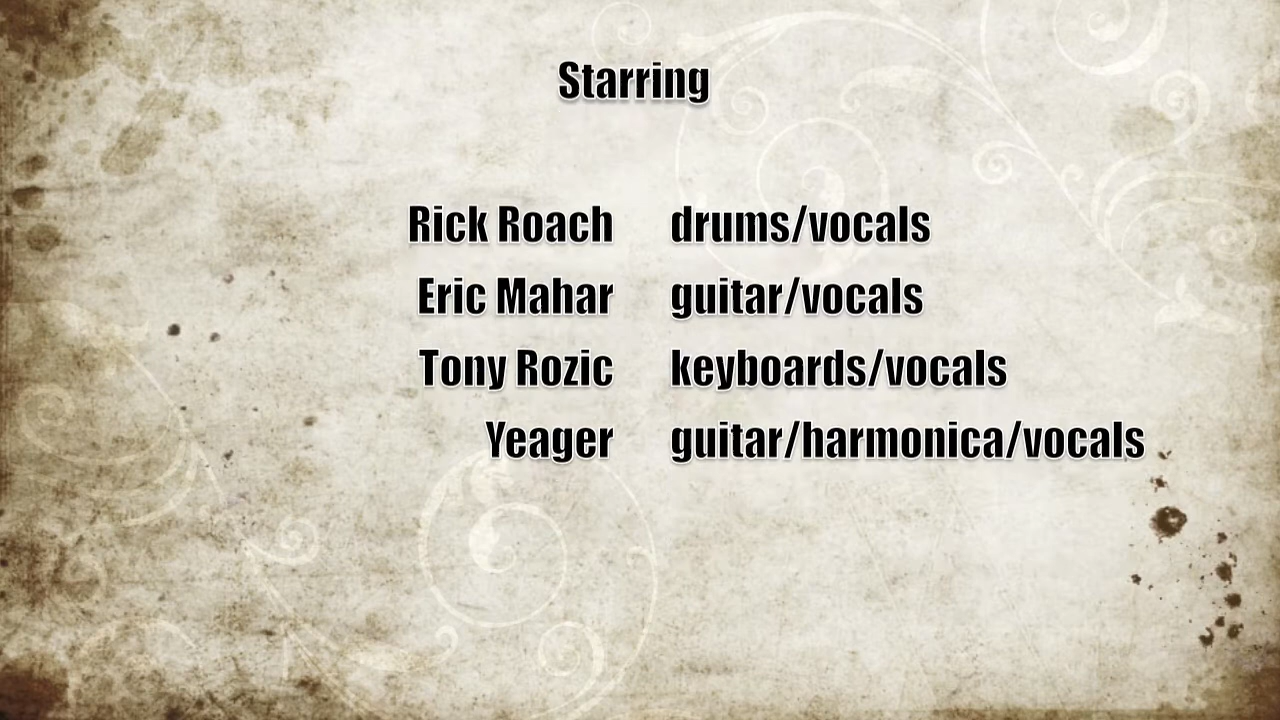 Starring
Rick Roach drums/vocals
Eric Mahar guitar/vocals
Tony Rozic keyboards/vocals
Yeager guitar/harmonica/vocals